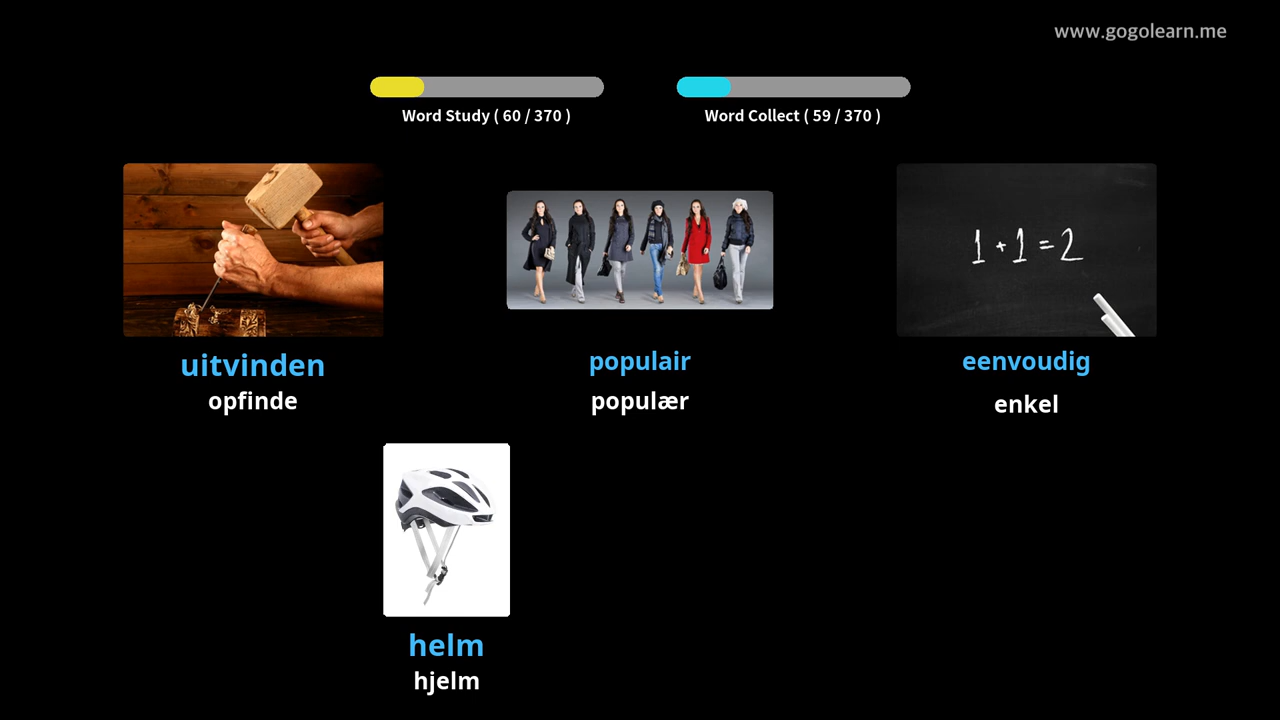 www.gogolearn.me
Word Study ( 60 / 370 )
Word Collect ( 59 / 370 )
1 + 1 = 2
uitvinden
opfinde
populair
populær
eenvoudig
enkel
helm
hjelm